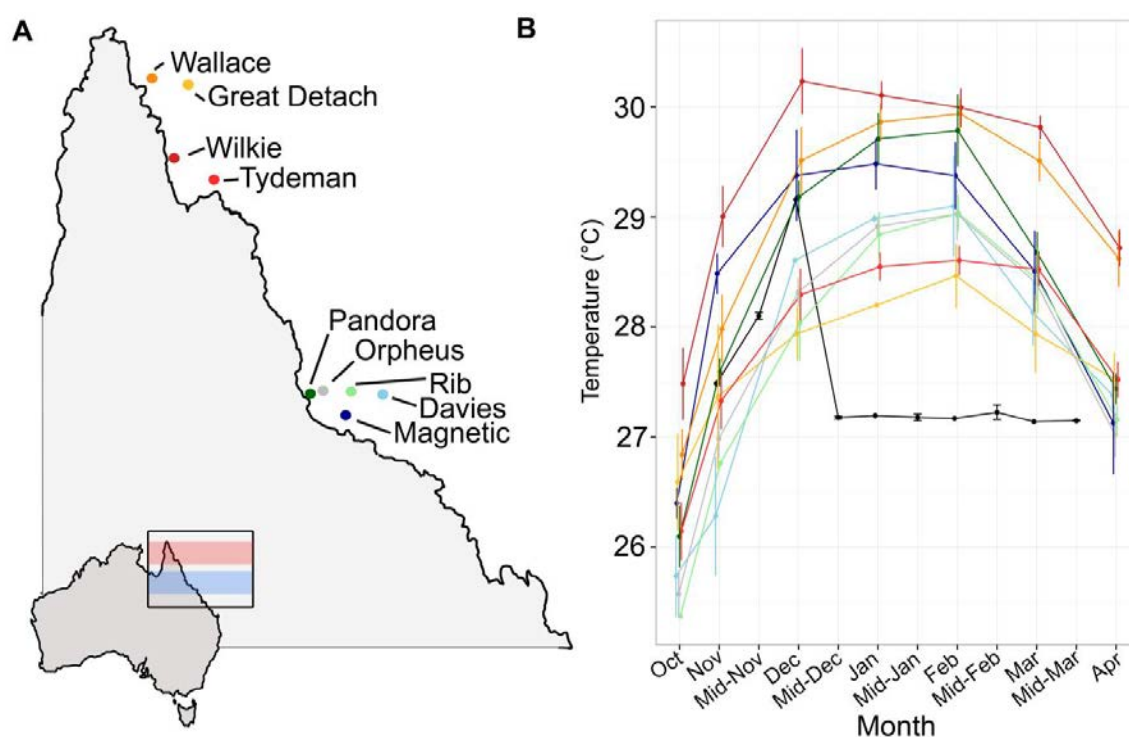 A
Wallace
Great Detach
Wilkie
Tydeman
Pandora
Orpheus
Rib
Davies
Magnetic
B
Temperature (°C)
30
29
28
27
26
Oct
Nov
Mid-Nov
Dec
Mid-Dec
Jan
Mid-Jan
Feb
Mid-Feb
Mar
Mid-Mar
Apr
Month